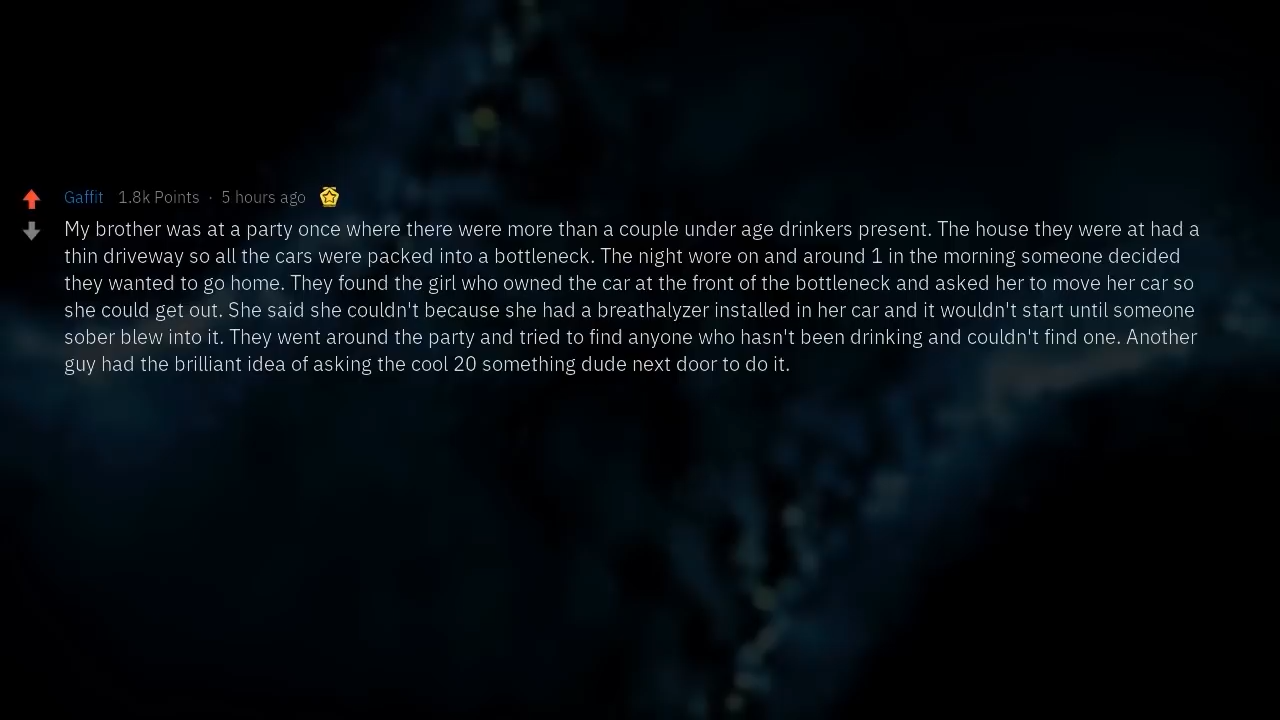 Gaffit 1.8k Points · 5 hours ago
My brother was at a party once where there were more than a couple under age drinkers present. The house they were at had a
thin driveway so all the cars were packed into a bottleneck. The night wore on and around 1 in the morning someone decided
they wanted to go home. They found the girl who owned the car at the front of the bottleneck and asked her to move her car so
she could get out. She said she couldn't because she had a breathalyzer installed in her car and it wouldn't start until someone
sober blew into it. They went around the party and tried to find anyone who hasn't been drinking and couldn't find one. Another
guy had the brilliant idea of asking the cool 20 something dude next door to do it.